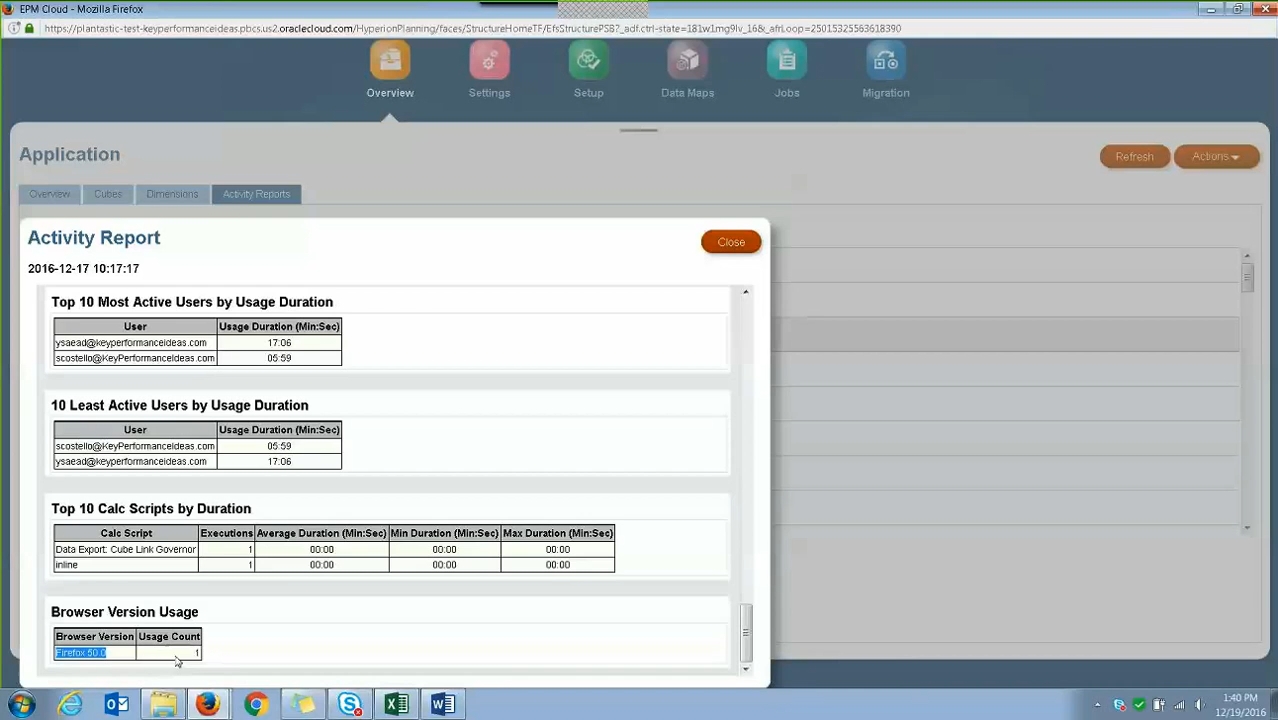 EPM Cloud - Mozilla Firefox
https://plantastic-test-keyperformanceideas.pbcs.us2.oraclecloud.com/HyperionPlanning/faces/StructureHomeTF/EfsStructurePSB?_adf.ctrl-state=181w1mg9lv_16&_afrLoop=25015325563618390
Overview Settings Setup Data Maps Jobs Migration
Application
Refresh Actions
Overview Cubes Dimensions Activity Reports
Activity Report
Close
2016-12-17 10:17:17
Top 10 Most Active Users by Usage Duration
User Usage Duration (Min:Sec)
ysaead@keyperformanceideas.com 17:06
scostello@KeyPerformanceIdeas.com 05:59
10 Least Active Users by Usage Duration
User Usage Duration (Min:Sec)
scostello@KeyPerformanceIdeas.com 05:59
ysaead@keyperformanceideas.com 17:06
Top 10 Calc Scripts by Duration
Calc Script Executions Average Duration (Min:Sec) Min Duration (Min:Sec) Max Duration (Min:Sec)
Data Export: Cube Link Governor 1 00:00 00:00 00:00
inline 1 00:00 00:00 00:00
Browser Version Usage
Browser Version Usage Count
Firefox 50.0 1
1:40 PM
12/19/2016